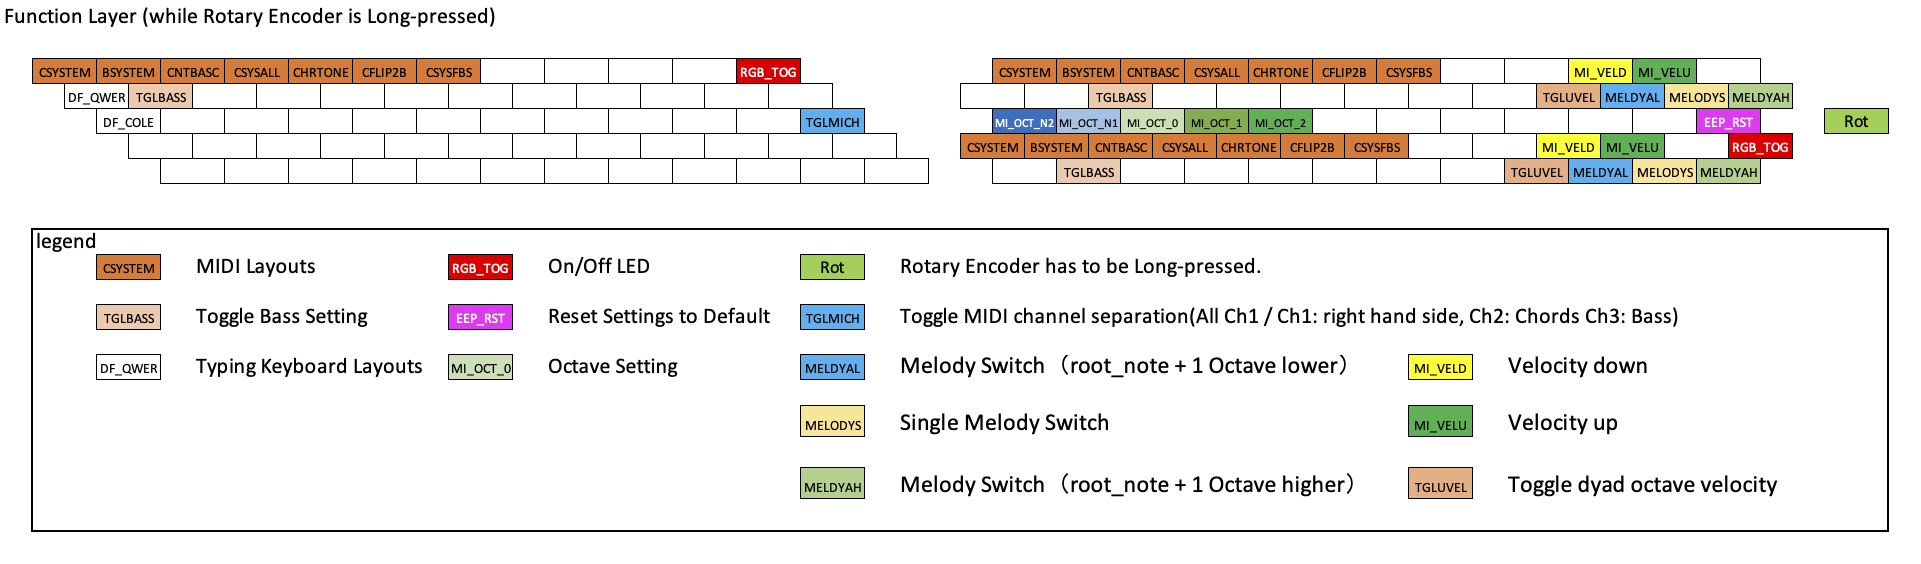 Function Layer (while Rotary Encoder is Long-pressed)
CSYSTEM BSYSTEM CNTBASC CSYSALL CHRTONE CFLIP2B CSYSFBS RGB_TOG
DF_QWER TGLBASS
DF_COLE TGLMICH
CSYSTEM BSYSTEM CNTBASC CSYSALL CHRTONE CFLIP2B CSYSFBS MI_VELD MI_VELU
TGLBASS TGLUVEL MELDYAL MELODYS MELDYAH
MI_OCT_N2 MI_OCT_N1 MI_OCT_0 MI_OCT_1 MI_OCT_2 EEP_RST Rot
CSYSTEM BSYSTEM CNTBASC CSYSALL CHRTONE CFLIP2B CSYSFBS MI_VELD MI_VELU RGB_TOG
TGLBASS TGLUVEL MELDYAL MELODYS MELDYAH
legend
CSYSTEM MIDI Layouts RGB_TOG On/Off LED Rot Rotary Encoder has to be Long-pressed.
TGLBASS Toggle Bass Setting EEP_RST Reset Settings to Default TGLMICH Toggle MIDI channel separation(All Ch1 / Ch1: right hand side, Ch2: Chords Ch3: Bass)
DF_QWER Typing Keyboard Layouts MI_OCT_0 Octave Setting MELDYAL Melody Switch（root_note + 1 Octave lower） MI_VELD Velocity down
MELODYS Single Melody Switch MI_VELU Velocity up
MELDYAH Melody Switch（root_note + 1 Octave higher） TGLUVEL Toggle dyad octave velocity